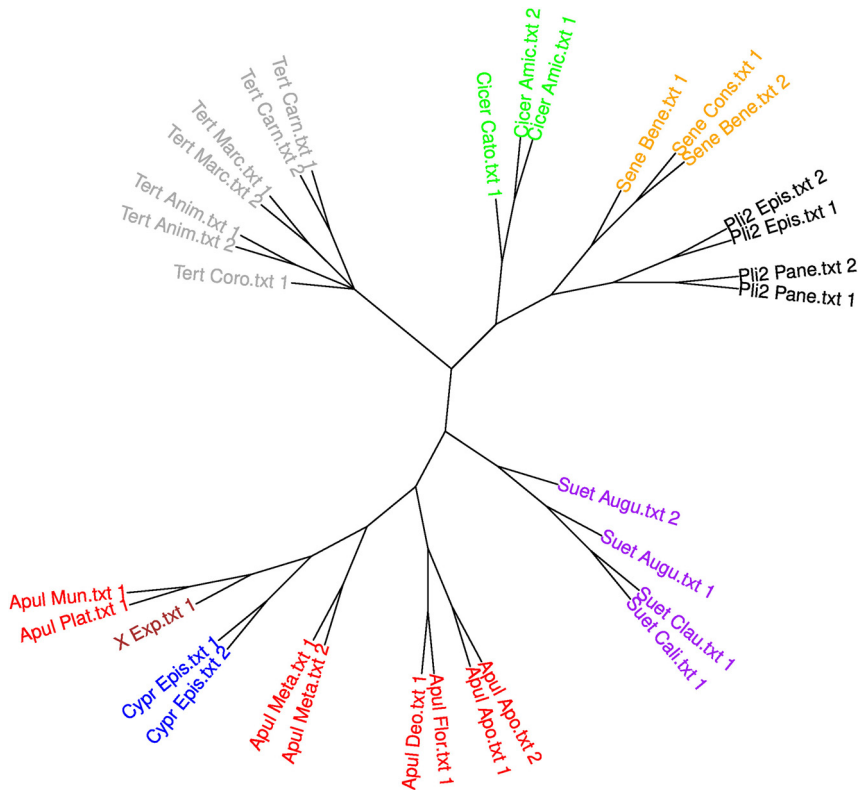 Tert Carn.txt 1
Tert Carn.txt 2
Tert Marc.txt 1
Tert Marc.txt 2
Tert Anim.txt 1
Tert Anim.txt 2
Tert Coro.txt 1
Cicer Cato.txt 1
Cicer Amic.txt 2
Cicer Amic.txt 1
Sene Bene.txt 1
Sene Cons.txt 1
Sene Bene.txt 2
Pli2 Epis.txt 2
Pli2 Epis.txt 1
Pli2 Pane.txt 2
Pli2 Pane.txt 1
Suet Augu.txt 2
Suet Augu.txt 1
Suet Clau.txt 1
Suet Cali.txt 1
Apul Apo.txt 2
Apul Apo.txt 1
Apul Flor.txt 1
Apul Deo.txt 1
Apul Meta.txt 2
Apul Meta.txt 1
Cypr Epis.txt 2
Cypr Epis.txt 1
X Exp.txt 1
Apul Plat.txt 1
Apul Mun.txt 1